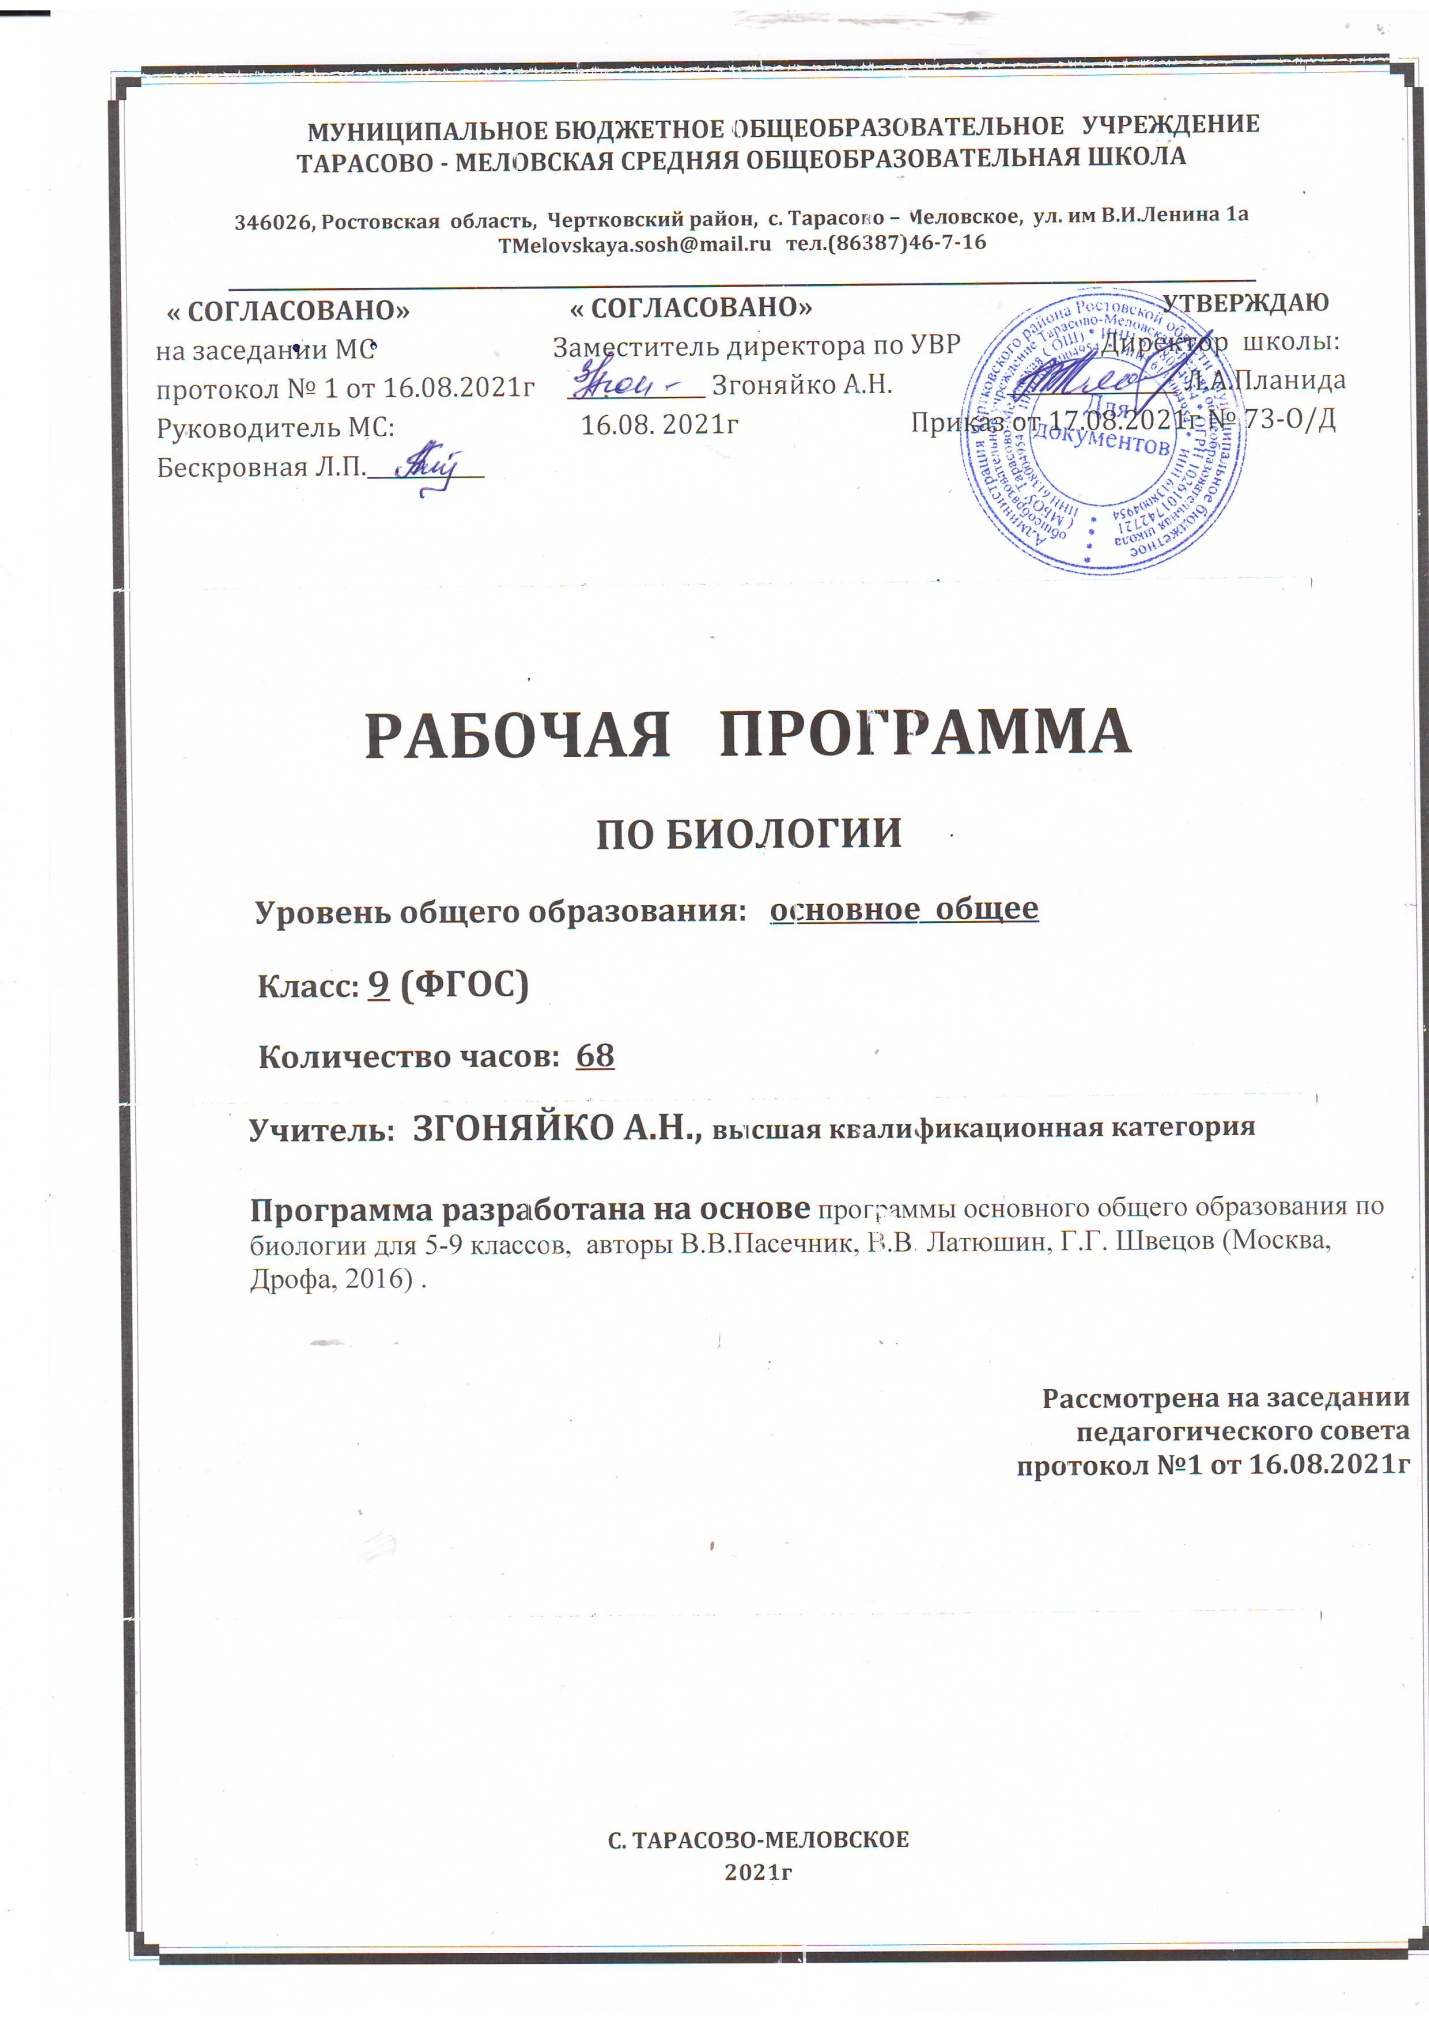 МУНИЦИПАЛЬНОЕ БЮДЖЕТНОЕ ОБЩЕОБРАЗОВАТЕЛЬНОЕ УЧРЕЖДЕНИЕ
ТАРАСОВО - МЕЛОВСКАЯ СРЕДНЯЯ ОБЩЕОБРАЗОВАТЕЛЬНАЯ ШКОЛА
346026, Ростовская область, Чертковский район, с. Тарасово – Меловское, ул. им В.И.Ленина 1а
TMelovskaya.sosh@mail.ru тел.(86387)46-7-16
« СОГЛАСОВАНО» « СОГЛАСОВАНО» УТВЕРЖДАЮ
на заседании МС Заместитель директора по УВР Директор школы:
протокол № 1 от 16.08.2021г Згоняйко А.Н. Л.А.Планида
Руководитель МС: 16.08. 2021г Приказ от 17.08.2021г № 73-О/Д
Бескровная Л.П.
Для
документов
РАБОЧАЯ ПРОГРАММА
ПО БИОЛОГИИ
Уровень общего образования: основное общее
Класс: 9 (ФГОС)
Количество часов: 68
Учитель: ЗГОНЯЙКО А.Н., высшая квалификационная категория
Программа разработана на основе программы основного общего образования по
биологии для 5-9 классов, авторы В.В.Пасечник, В.В. Латюшин, Г.Г. Швецов (Москва,
Дрофа, 2016) .
Рассмотрена на заседании
педагогического совета
протокол №1 от 16.08.2021г
С. ТАРАСОВО-МЕЛОВСКОЕ
2021г